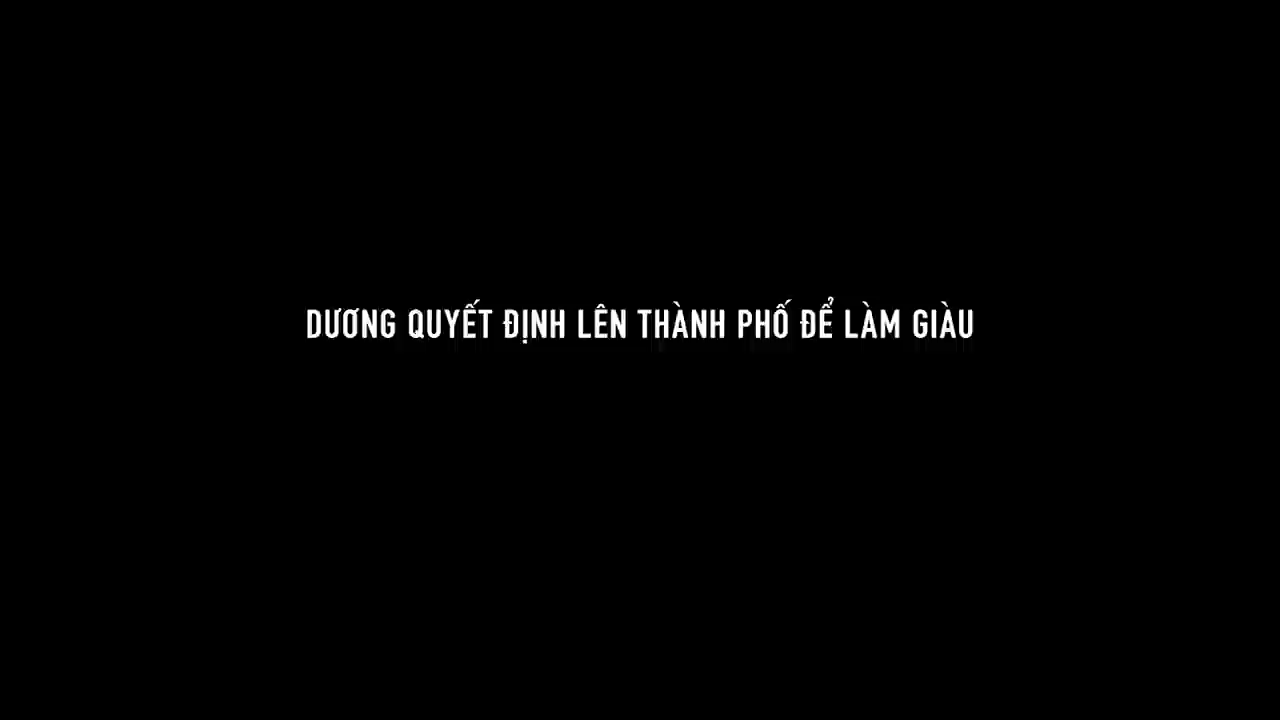 DƯƠNG QUYẾT ĐỊNH LÊN THÀNH PHỐ ĐỂ LÀM GIÀU